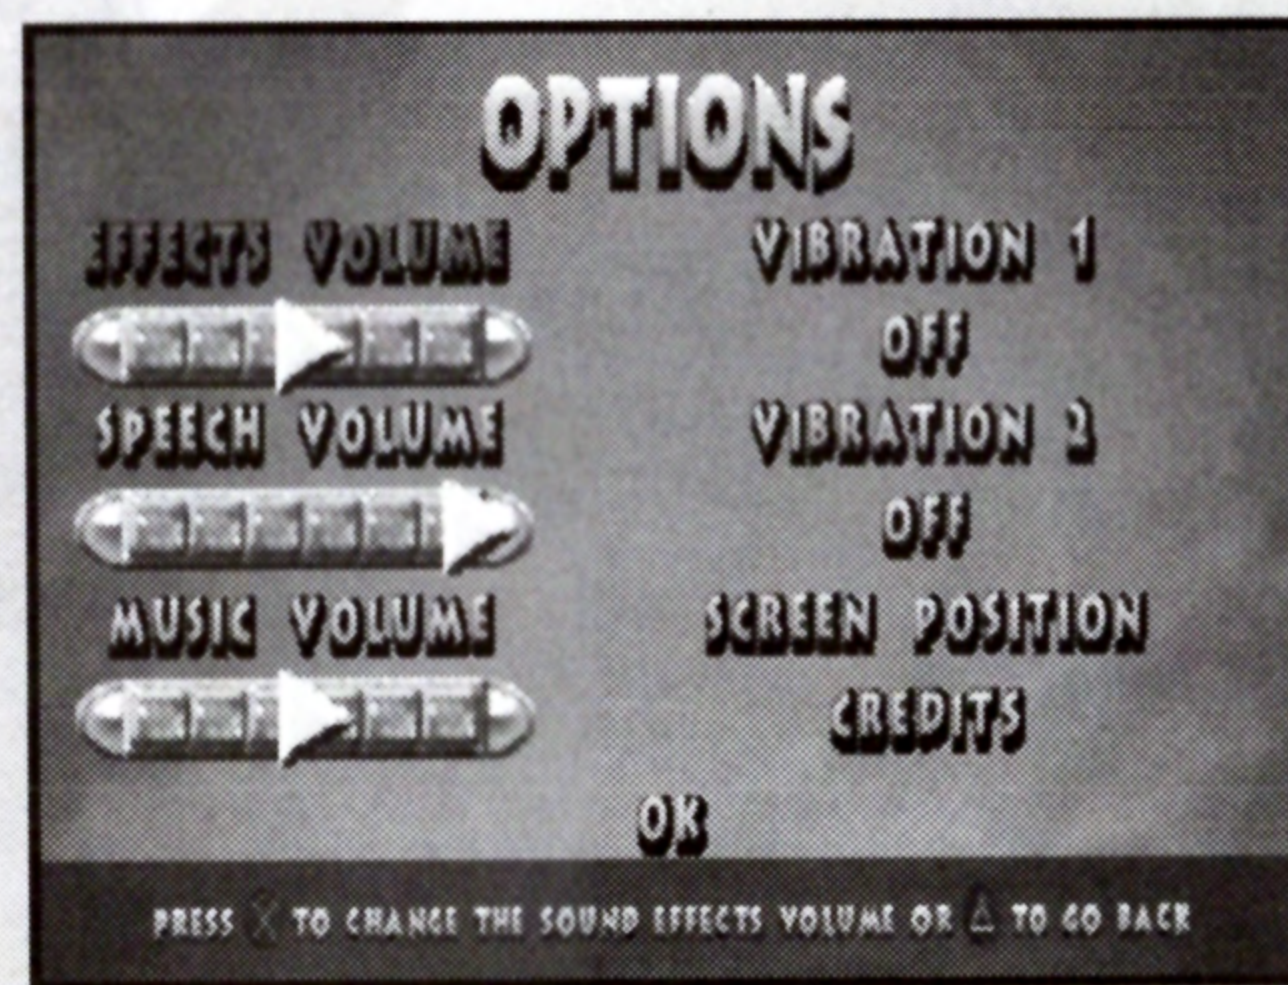 OPTIONS
EFFECTS VOLUME
SPEECH VOLUME
MUSIC VOLUME
VIBRATION 1
OFF
VIBRATION 2
OFF
SCREEN POSITION
CREDITS
OK
PRESS X TO CHANGE THE SOUND EFFECTS VOLUME OR △ TO GO BACK